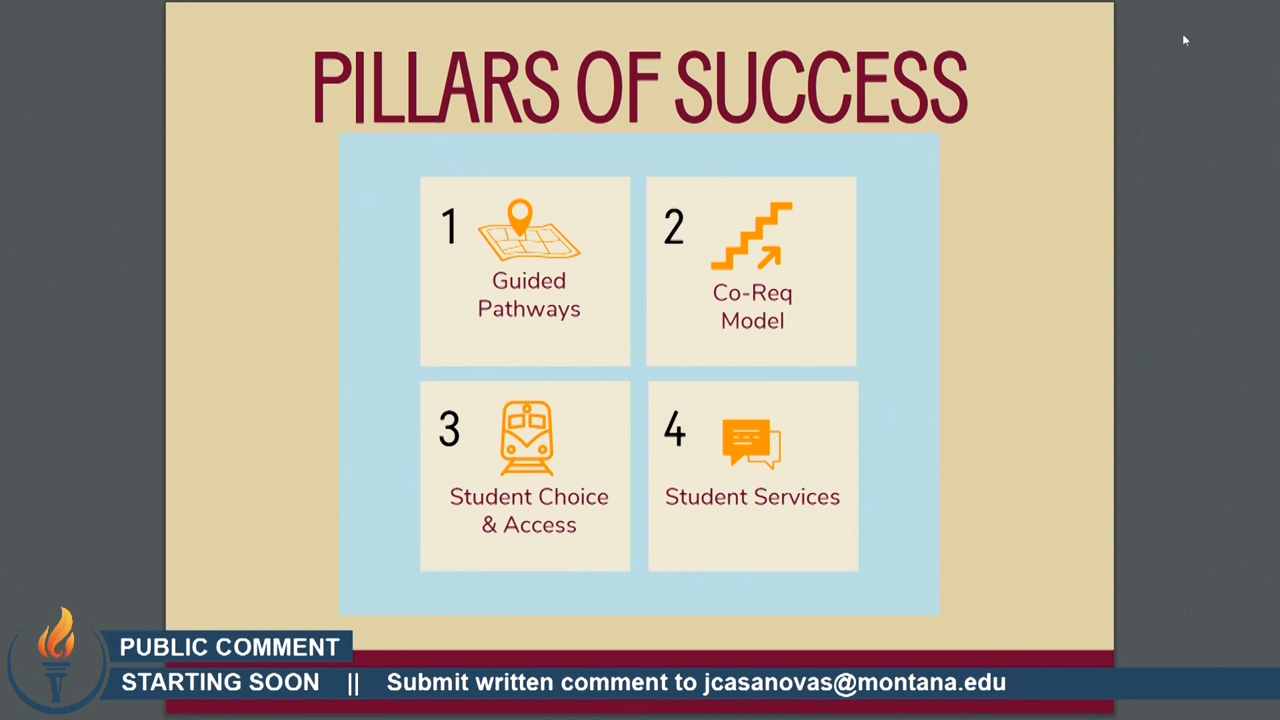 PILLARS OF SUCCESS
1
Guided
Pathways
2
Co-Req
Model
3
Student Choice
& Access
4
Student Services
PUBLIC COMMENT
STARTING SOON || Submit written comment to jcasanovas@montana.edu